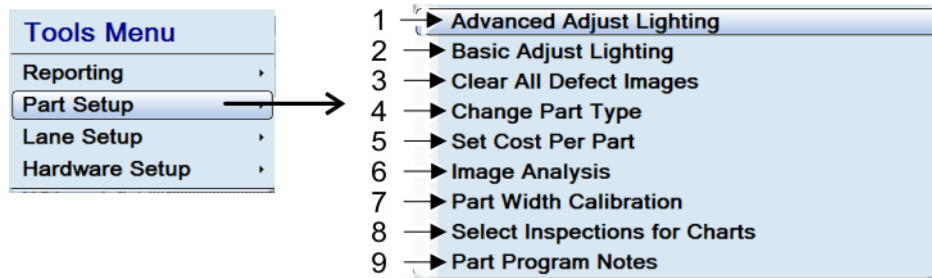 Tools Menu
Reporting
Part Setup
Lane Setup
Hardware Setup
1 Advanced Adjust Lighting
2 Basic Adjust Lighting
3 Clear All Defect Images
4 Change Part Type
5 Set Cost Per Part
6 Image Analysis
7 Part Width Calibration
8 Select Inspections for Charts
9 Part Program Notes